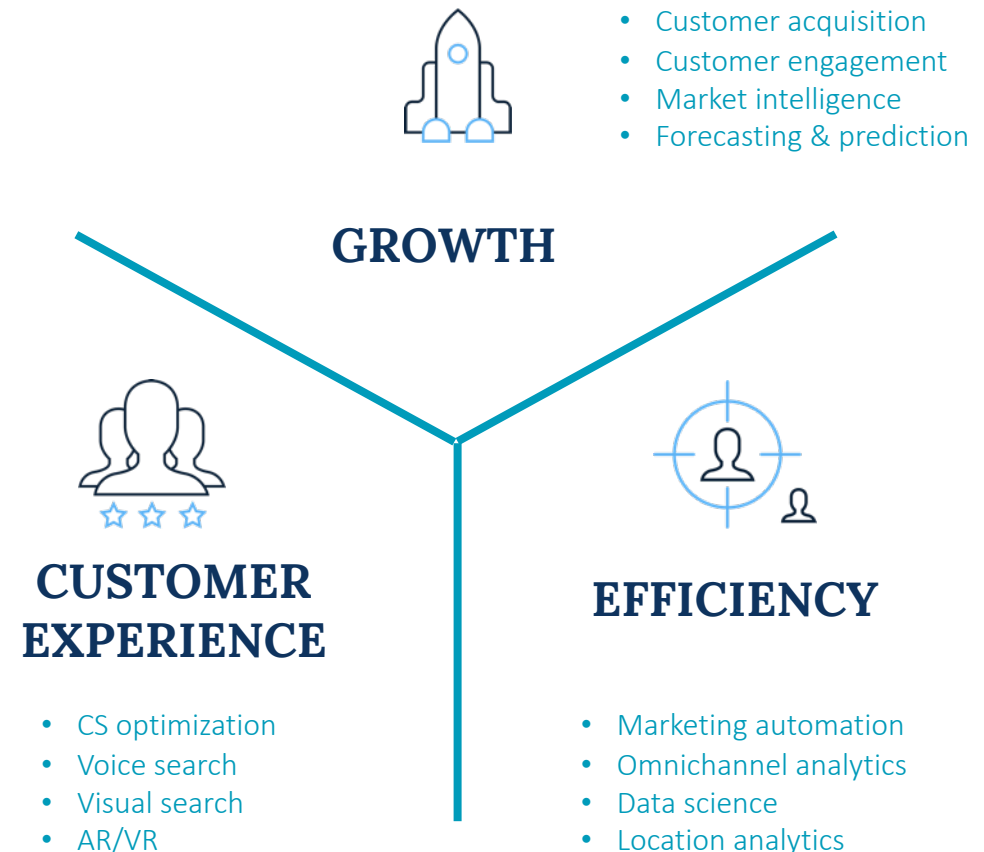 • Customer acquisition
• Customer engagement
• Market intelligence
• Forecasting & prediction
GROWTH
CUSTOMER
EXPERIENCE
• CS optimization
• Voice search
• Visual search
• AR/VR
EFFICIENCY
• Marketing automation
• Omnichannel analytics
• Data science
• Location analytics